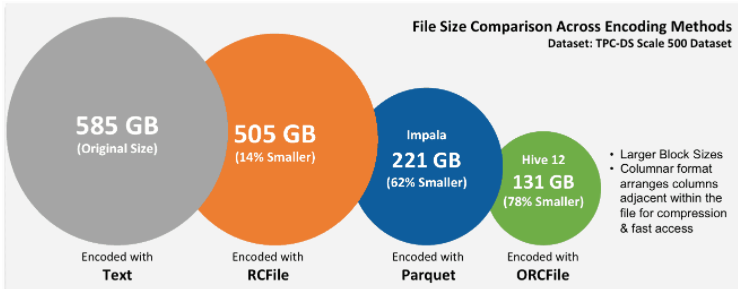 File Size Comparison Across Encoding Methods
Dataset: TPC-DS Scale 500 Dataset
585 GB
(Original Size)
505 GB
(14% Smaller)
Impala
221 GB
(62% Smaller)
Hive 12
131 GB
(78% Smaller)
• Larger Block Sizes
• Columnar format
arranges columns
adjacent within the
file for compression
& fast access
Encoded with
Text
Encoded with
RCFile
Encoded with
Parquet
Encoded with
ORCFile